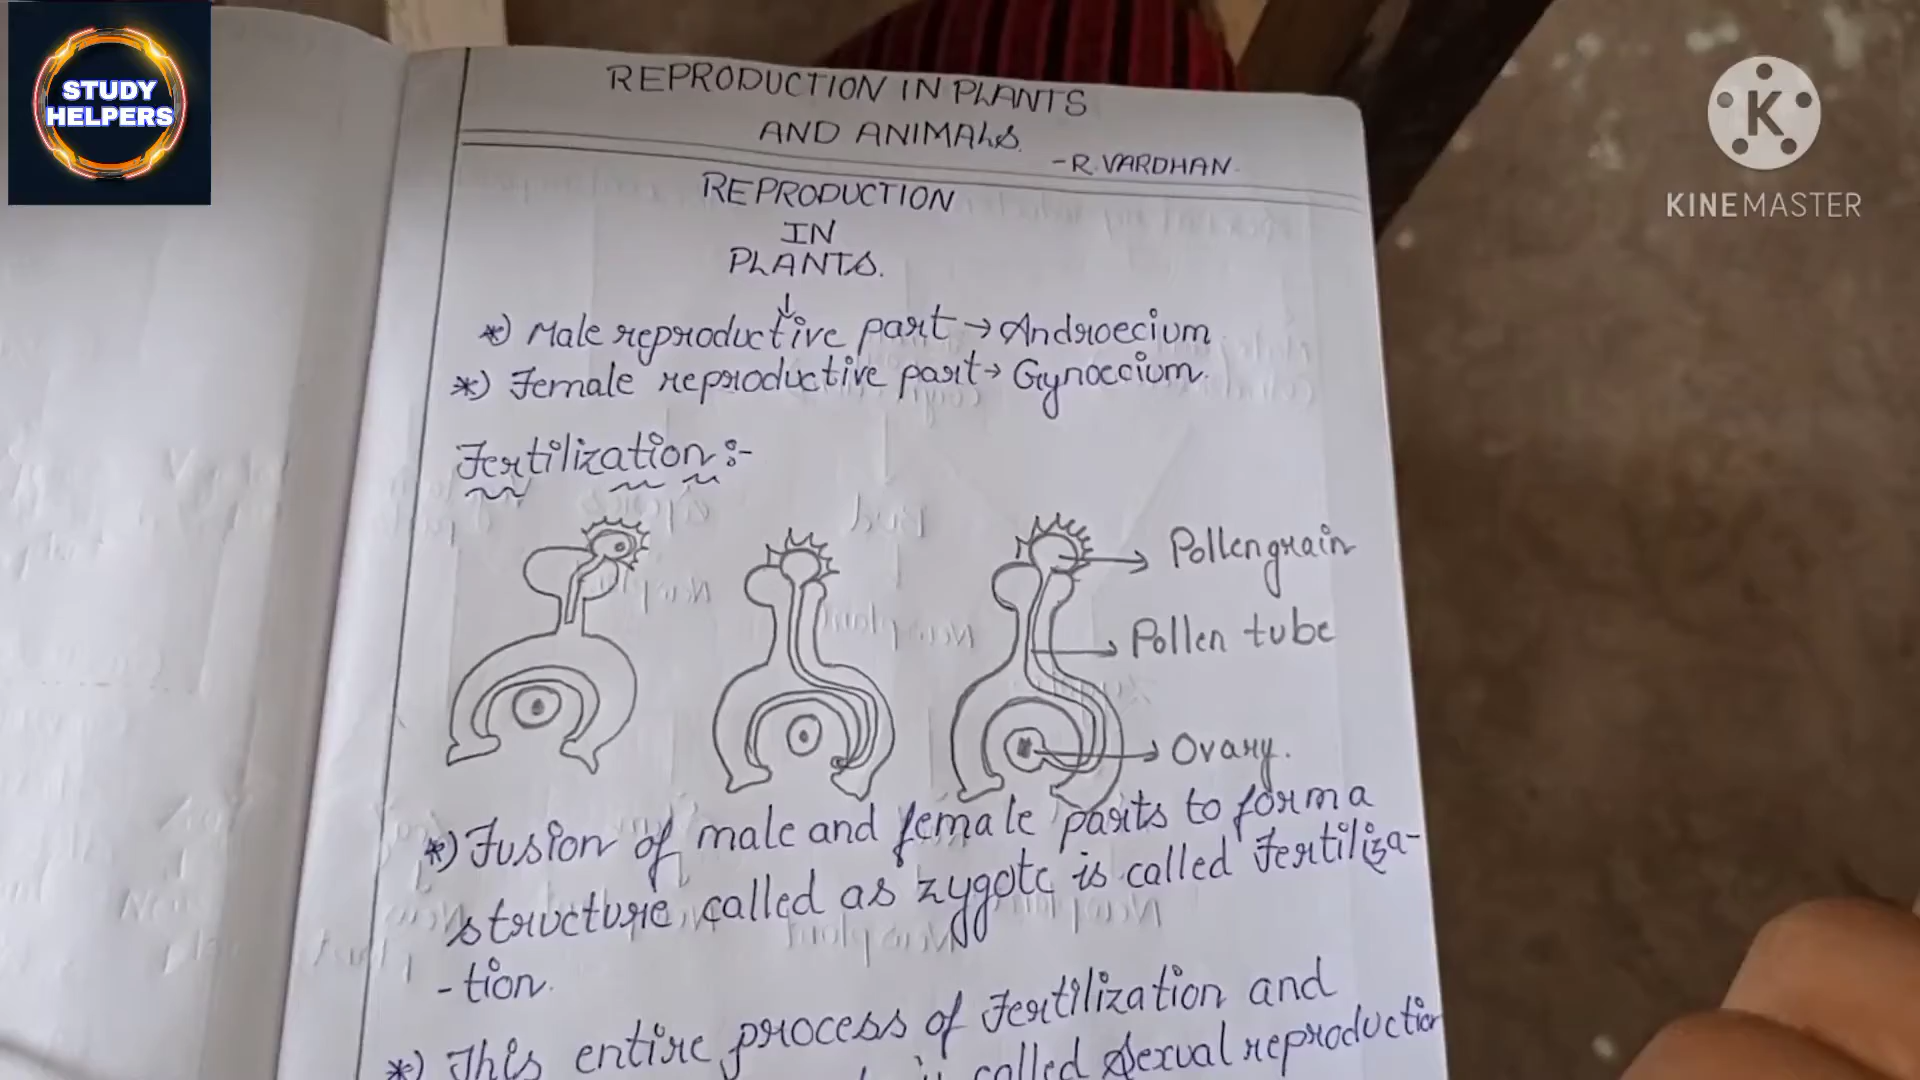 STUDY
HELPERS
KINEMASTER
REPRODUCTION IN PLANTS
AND ANIMALS.
-R.VARDHAN.
REPRODUCTION
IN
PLANTS.
*) Male reproductive part → Androecium
*) Female reproductive part → Gynoecium.
Fertilization :-
Pollengrain
Pollen tube
Ovary.
*) Fusion of male and female parts to form a
structure called as zygote is called Fertiliza-
-tion.
*) This entire process of Fertilization and
called Sexual reproduction